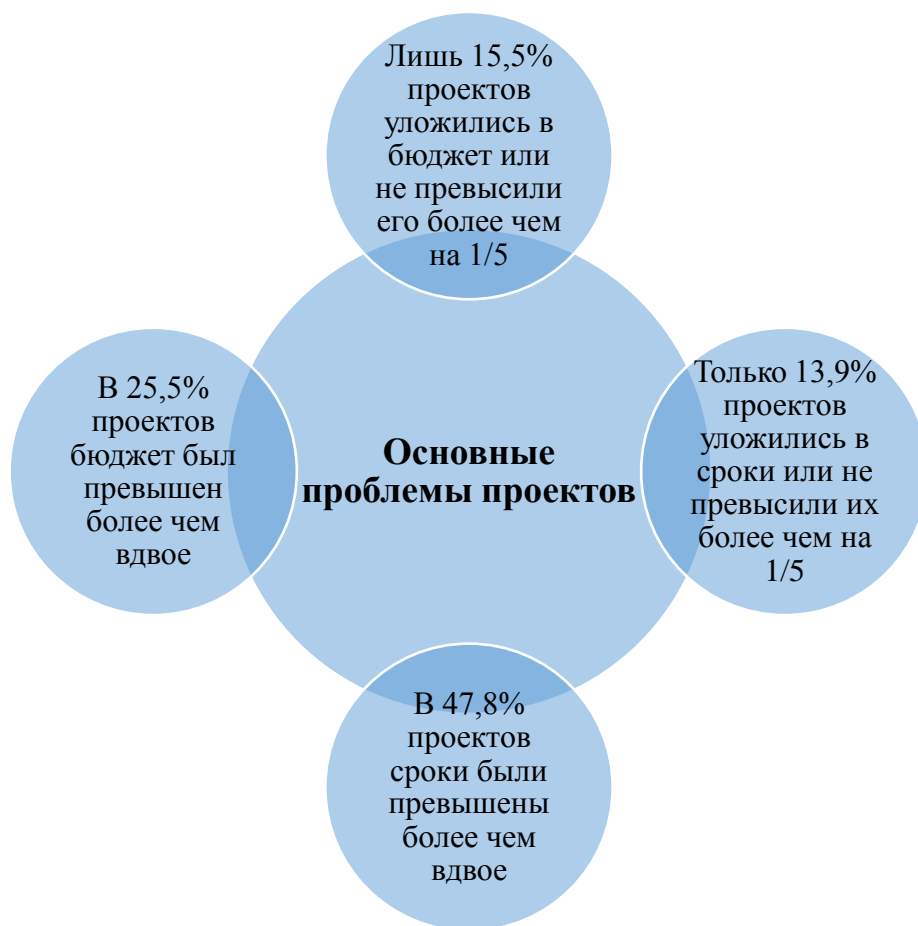 Лишь 15,5%
проектов
уложились в
бюджет или
не превысили
его более чем
на 1/5
В 25,5%
проектов
бюджет был
превышен
более чем
вдвое
Основные
проблемы проектов
Только 13,9%
проектов
уложились в
сроки или не
превысили их
более чем на
1/5
В 47,8%
проектов
сроки были
превышены
более чем
вдвое